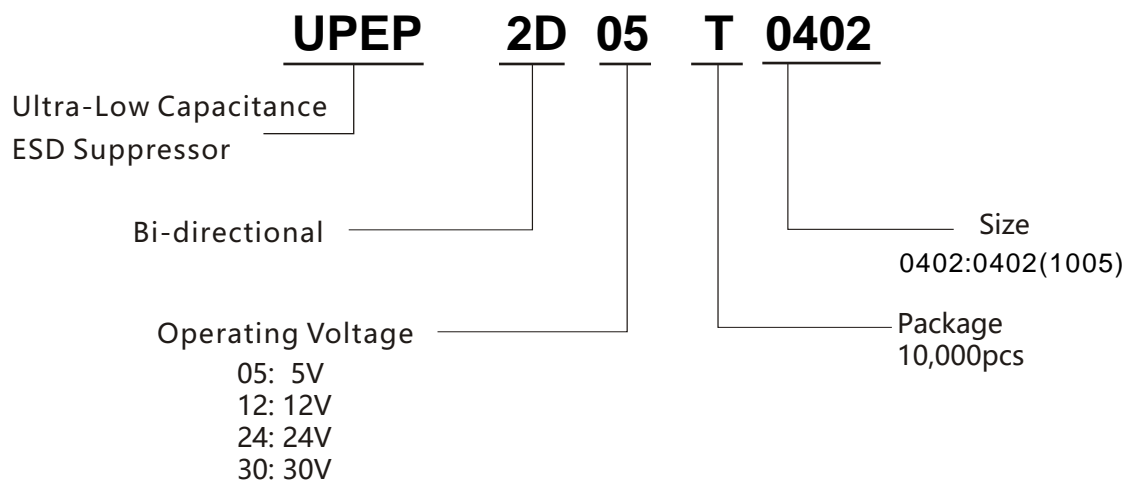 UPEP 2D 05 T 0402
Ultra-Low Capacitance
ESD Suppressor
Bi-directional
Operating Voltage
05: 5V
12: 12V
24: 24V
30: 30V
Size
0402:0402(1005)
Package
10,000pcs